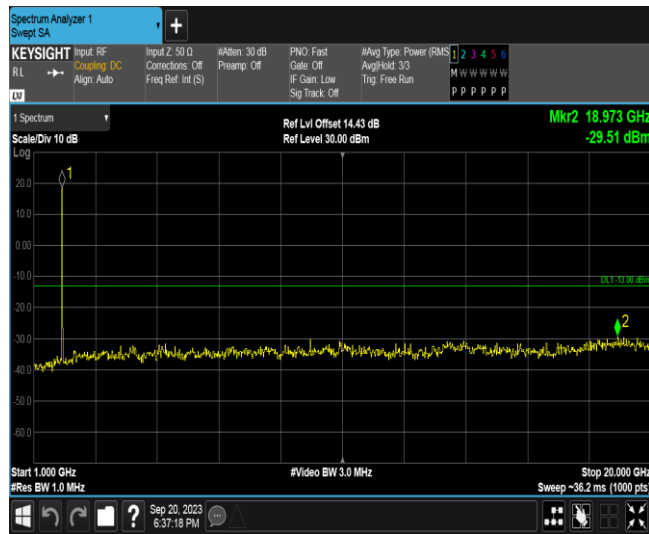 Spectrum Analyzer 1
Swept SA
+
KEYSIGHT Input: RF Input Z: 50 Ω #Atten: 30 dB PNO: Fast #Avg Type: Power (RMS 1 2 3 4 5 6
RL Coupling: DC Corrections: Off Preamp: Off Gate: Off Avg|Hold: 3/3 M W W W W W
Align: Auto Freq Ref: Int (S) IF Gain: Low Trig: Free Run
LXI Sig Track: Off P P P P P P
1 Spectrum Ref Lvl Offset 14.43 dB Mkr2 18.973 GHz
Scale/Div 10 dB Ref Level 30.00 dBm -29.51 dBm
Log
1
20.0
10.0
0.00
-10.0
DL1 -13.00 dBm
-20.0
2
-30.0
-40.0
-50.0
-60.0
Start 1.000 GHz #Video BW 3.0 MHz Stop 20.000 GHz
#Res BW 1.0 MHz Sweep ~36.2 ms (1000 pts)
? Sep 20, 2023
6:37:18 PM